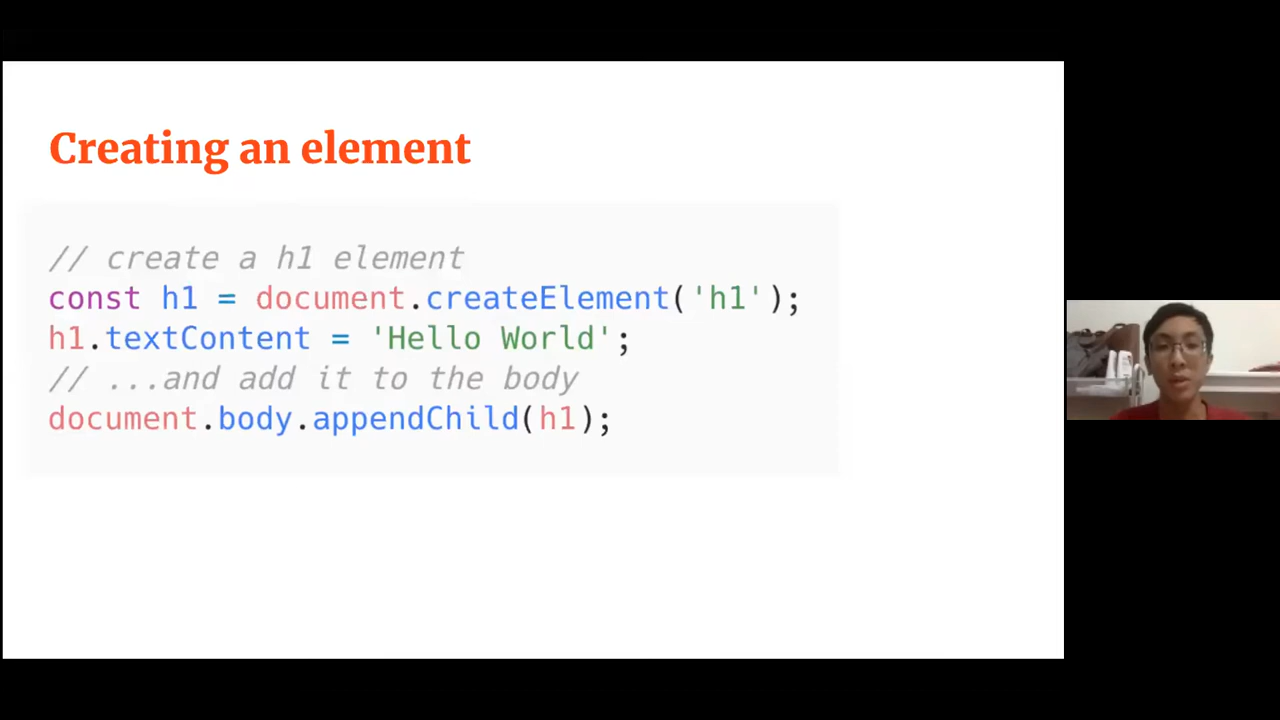 Creating an element
// create a h1 element
const h1 = document.createElement('h1');
h1.textContent = 'Hello World';
// ...and add it to the body
document.body.appendChild(h1);